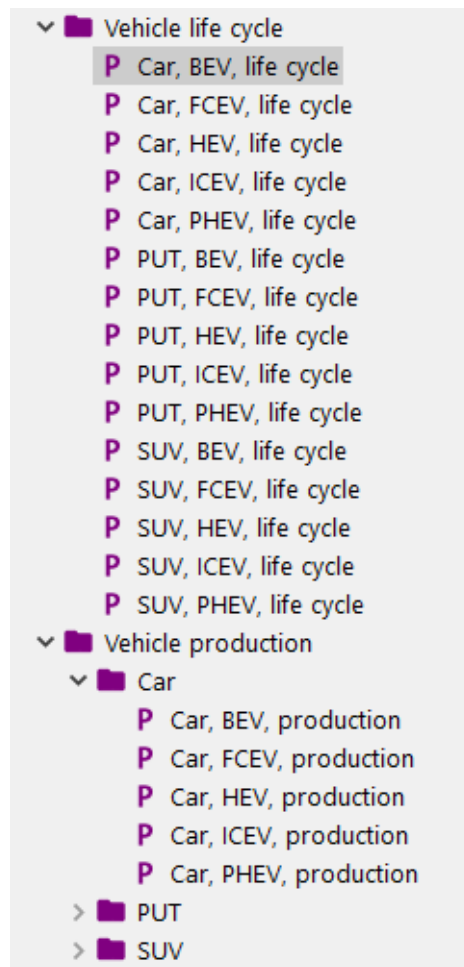 Vehicle life cycle
P Car, BEV, life cycle
P Car, FCEV, life cycle
P Car, HEV, life cycle
P Car, ICEV, life cycle
P Car, PHEV, life cycle
P PUT, BEV, life cycle
P PUT, FCEV, life cycle
P PUT, HEV, life cycle
P PUT, ICEV, life cycle
P PUT, PHEV, life cycle
P SUV, BEV, life cycle
P SUV, FCEV, life cycle
P SUV, HEV, life cycle
P SUV, ICEV, life cycle
P SUV, PHEV, life cycle
Vehicle production
Car
P Car, BEV, production
P Car, FCEV, production
P Car, HEV, production
P Car, ICEV, production
P Car, PHEV, production
PUT
SUV